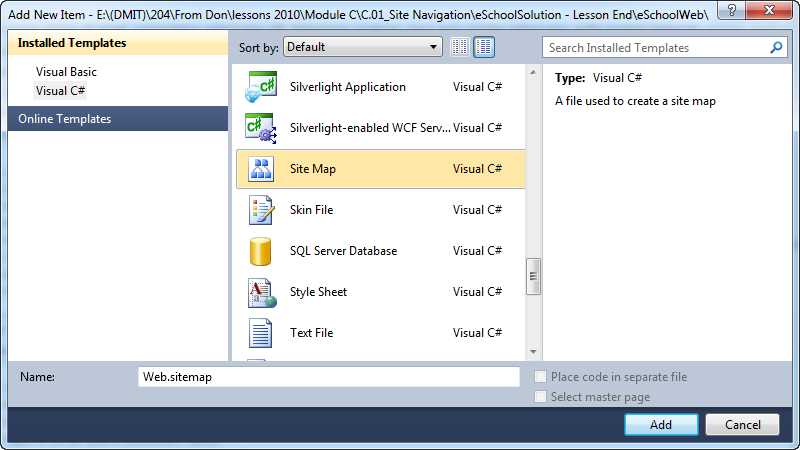 Add New Item - E:\(DMIT)\204\From Don\lessons 2010\Module C\C.01_Site Navigation\eSchoolSolution - Lesson End\eSchoolWeb\
Installed Templates
Visual Basic
Visual C#
Online Templates
Sort by: Default
Silverlight Application Visual C#
Silverlight-enabled WCF Serv... Visual C#
Site Map Visual C#
Skin File Visual C#
SQL Server Database Visual C#
Style Sheet Visual C#
Text File Visual C#
Search Installed Templates
Type: Visual C#
A file used to create a site map
Name: Web.sitemap
Place code in separate file
Select master page
Add Cancel